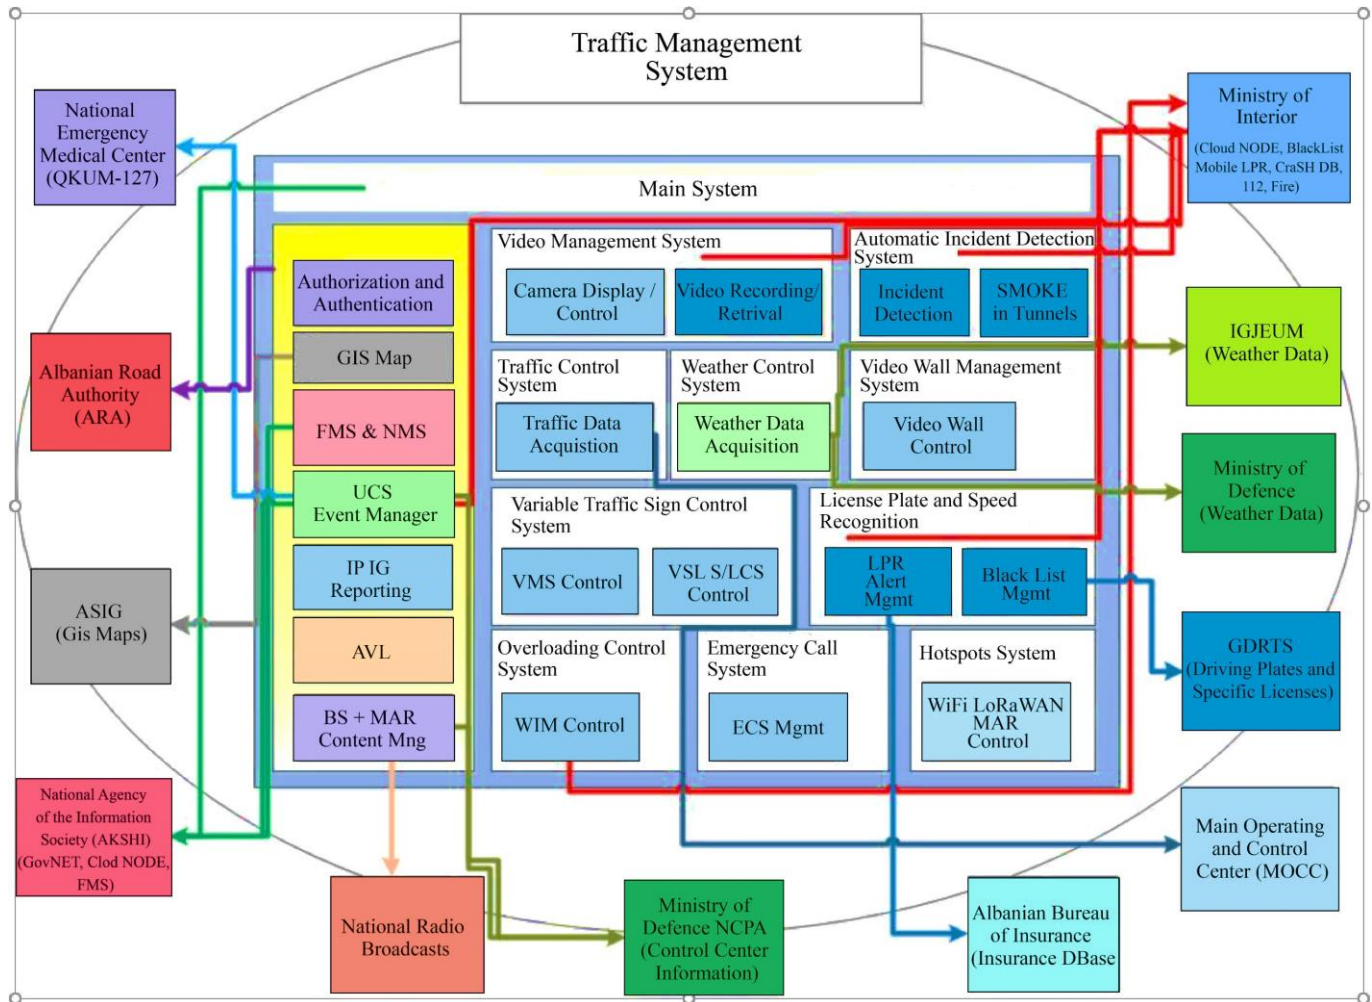 Traffic Management
System
National
Emergency
Medical Center
(QKUM-127)
Ministry of
Interior
(Cloud NODE, BlackList
Mobile LPR, CraSH DB,
112, Fire)
Main System
Authorization and
Authentication
GIS Map
FMS & NMS
UCS
Event Manager
IP IG
Reporting
AVL
BS + MAR
Content Mng
Video Management System
Camera Display /
Control
Video Recording/
Retrival
Automatic Incident Detection
System
Incident
Detection
SMOKE
in Tunnels
Traffic Control
System
Traffic Data
Acquistion
Weather Control
System
Weather Data
Acquisition
Video Wall Management
System
Video Wall
Control
Variable Traffic Sign Control
System
VMS Control
VSL S/LCS
Control
License Plate and Speed
Recognition
LPR
Alert
Mgmt
Black List
Mgmt
Overloading Control
System
WIM Control
Emergency Call
System
ECS Mgmt
Hotspots System
WiFi LoRaWAN
MAR
Control
Albanian Road
Authority
(ARA)
ASIG
(Gis Maps)
National Agency
of the Information
Society (AKSHI)
(GovNET, Clod NODE,
FMS)
IGJEUM
(Weather Data)
Ministry of
Defence
(Weather Data)
GDRTS
(Driving Plates and
Specific Licenses)
Main Operating
and Control
Center (MOCC)
National Radio
Broadcasts
Ministry of
Defence NCPA
(Control Center
Information)
Albanian Bureau
of Insurance
(Insurance DBase